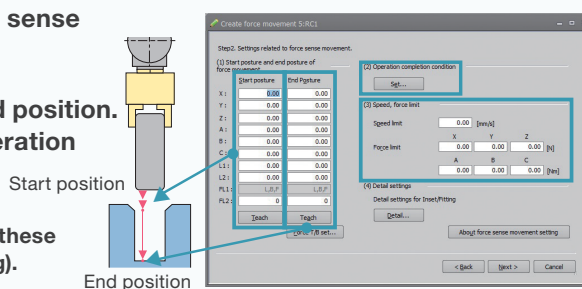 sense
d position.
eration
these
g).
Start position
End position
Create force movement 5:RC1
Step2. Settings related to force sense movement.
(1) Start posture and end posture of
force movement
Start posture End Posture
X : 0.00 0.00
Y : 0.00 0.00
Z : 0.00 0.00
A : 0.00 0.00
B : 0.00 0.00
C : 0.00 0.00
L1 : 0.00 0.00
L2 : 0.00 0.00
FL1 : L,B,F L,B,F
FL2 : 0 0
Teach Teach
Force T/B set...
(2) Operation completion condition
Set...
(3) Speed, force limit
Speed limit 0.00 [mm/s]
X Y Z
Force limit 0.00 0.00 0.00 [N]
A B C
0.00 0.00 0.00 [Nm]
(4) Detail settings
Detail settings for Inset/Fitting
Detail...
About force sense movement setting
< Back Next > Cancel